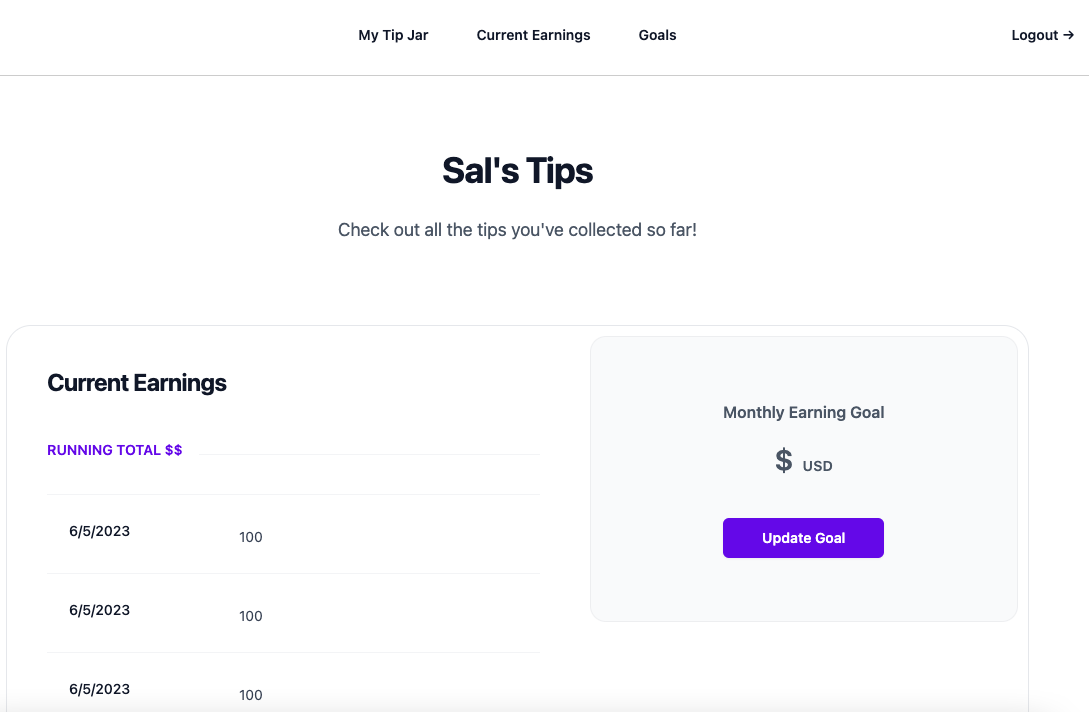 My Tip Jar Current Earnings Goals Logout →
Sal's Tips
Check out all the tips you've collected so far!
Current Earnings
RUNNING TOTAL $$
6/5/2023 100
6/5/2023 100
6/5/2023 100
Monthly Earning Goal
$ USD
Update Goal